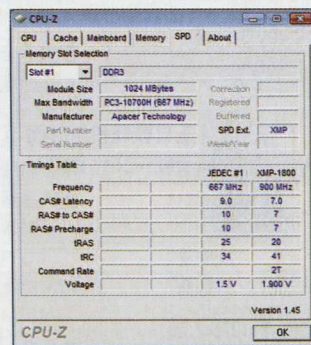 CPU-Z
CPU Cache Mainboard Memory SPD About
Memory Slot Selection
Slot #1 DDR3
Module Size 1024 MBytes Correction
Max Bandwidth PC3-10700H (667 MHz) Registered
Manufacturer Apacer Technology Buffered
Part Number SPD Ext. XMP
Serial Number Week/Year
Timings Table
JEDEC #1 XMP-1800
Frequency 667 MHz 900 MHz
CAS# Latency 9.0 7.0
RAS# to CAS# 10 7
RAS# Precharge 10 7
tRAS 25 20
tRC 34 41
Command Rate 2T
Voltage 1.5 V 1.900 V
Version 1.45
CPU-Z OK